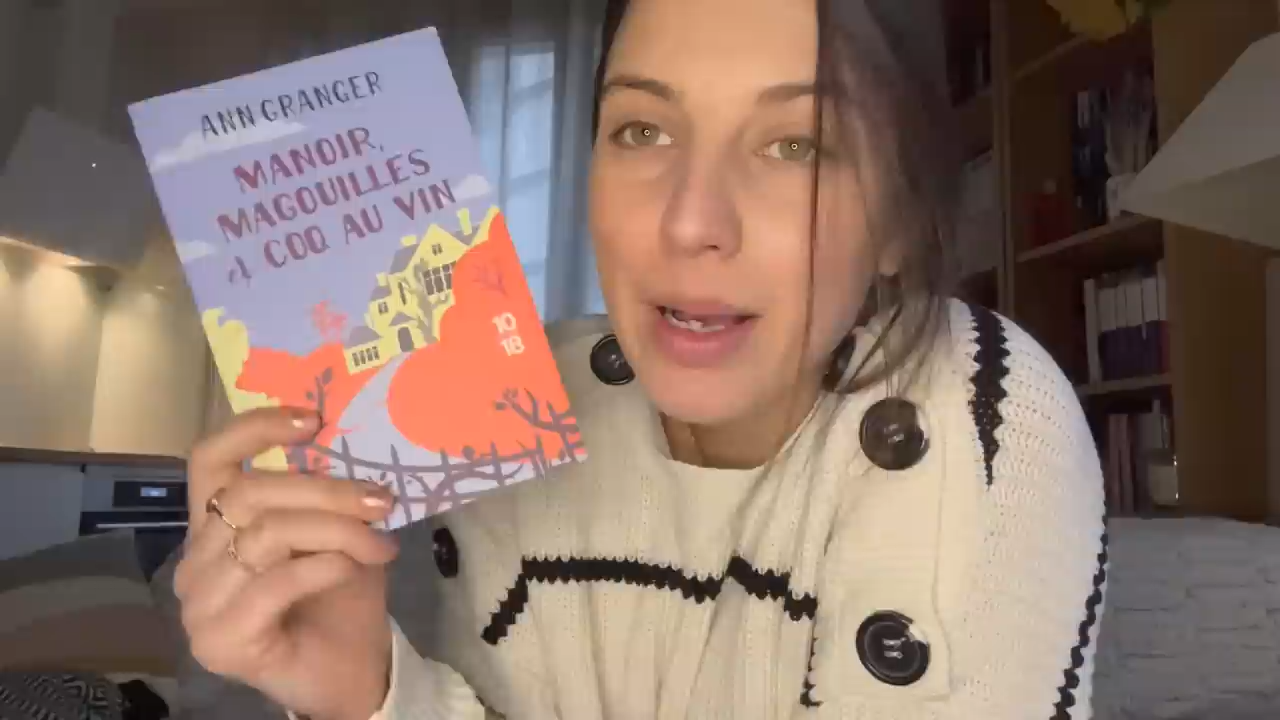 ANN GRANGER
MANOIR,
MAGOUILLES
et COQ AU VIN
10
18